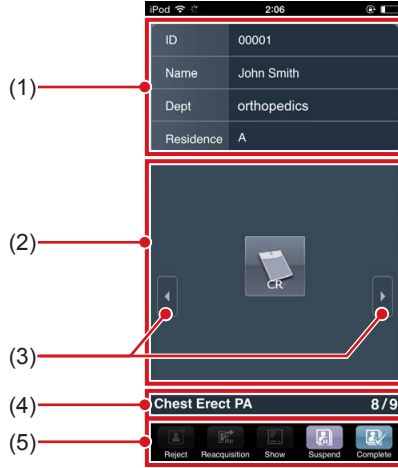 iPod 2:06
ID 00001
(1) Name John Smith
Dept orthopedics
Residence A
(2)
CR
(3)
(4) Chest Erect PA 8/9
(5)
Reject Reacquisition Show Suspend Complete